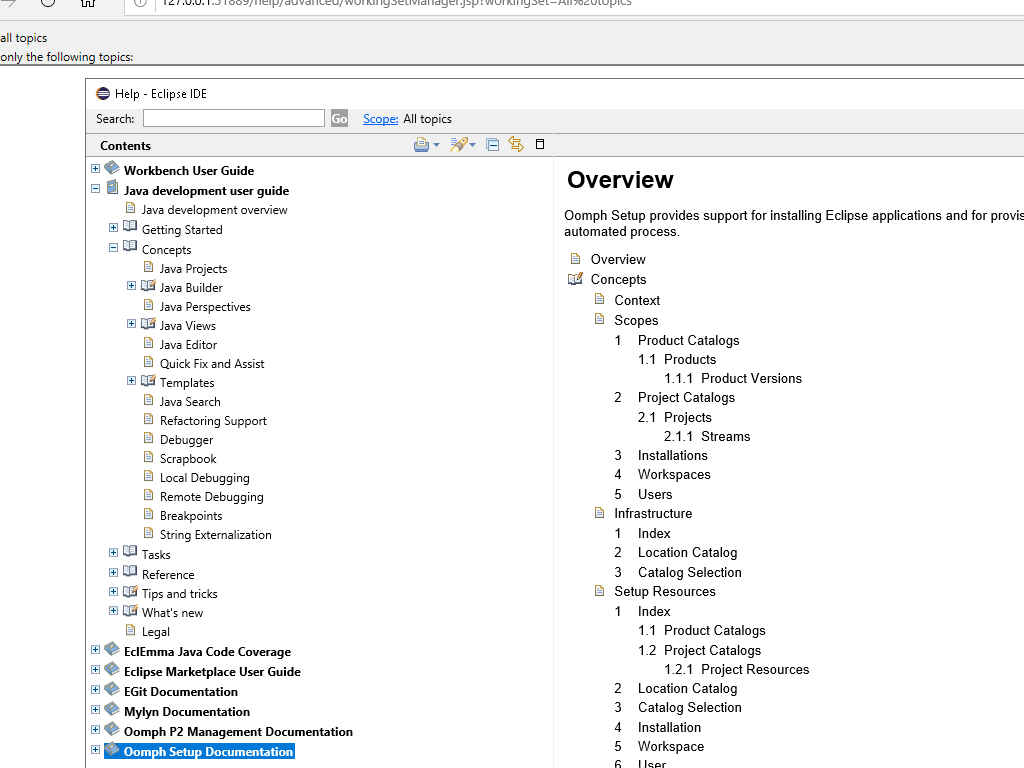 127.0.0.1:51889/help/advanced/workingSetManager.jsp?workingSet=All%20topics
all topics
only the following topics:
Help - Eclipse IDE
Search: Go Scope: All topics
Contents
Workbench User Guide
Java development user guide
Java development overview
Getting Started
Concepts
Java Projects
Java Builder
Java Perspectives
Java Views
Java Editor
Quick Fix and Assist
Templates
Java Search
Refactoring Support
Debugger
Scrapbook
Local Debugging
Remote Debugging
Breakpoints
String Externalization
Tasks
Reference
Tips and tricks
What's new
Legal
EclEmma Java Code Coverage
Eclipse Marketplace User Guide
EGit Documentation
Mylyn Documentation
Oomph P2 Management Documentation
Oomph Setup Documentation
Overview
Oomph Setup provides support for installing Eclipse applications and for provis
automated process.
Overview
Concepts
Context
Scopes
1 Product Catalogs
1.1 Products
1.1.1 Product Versions
2 Project Catalogs
2.1 Projects
2.1.1 Streams
3 Installations
4 Workspaces
5 Users
Infrastructure
1 Index
2 Location Catalog
3 Catalog Selection
Setup Resources
1 Index
1.1 Product Catalogs
1.2 Project Catalogs
1.2.1 Project Resources
2 Location Catalog
3 Catalog Selection
4 Installation
5 Workspace
6 User